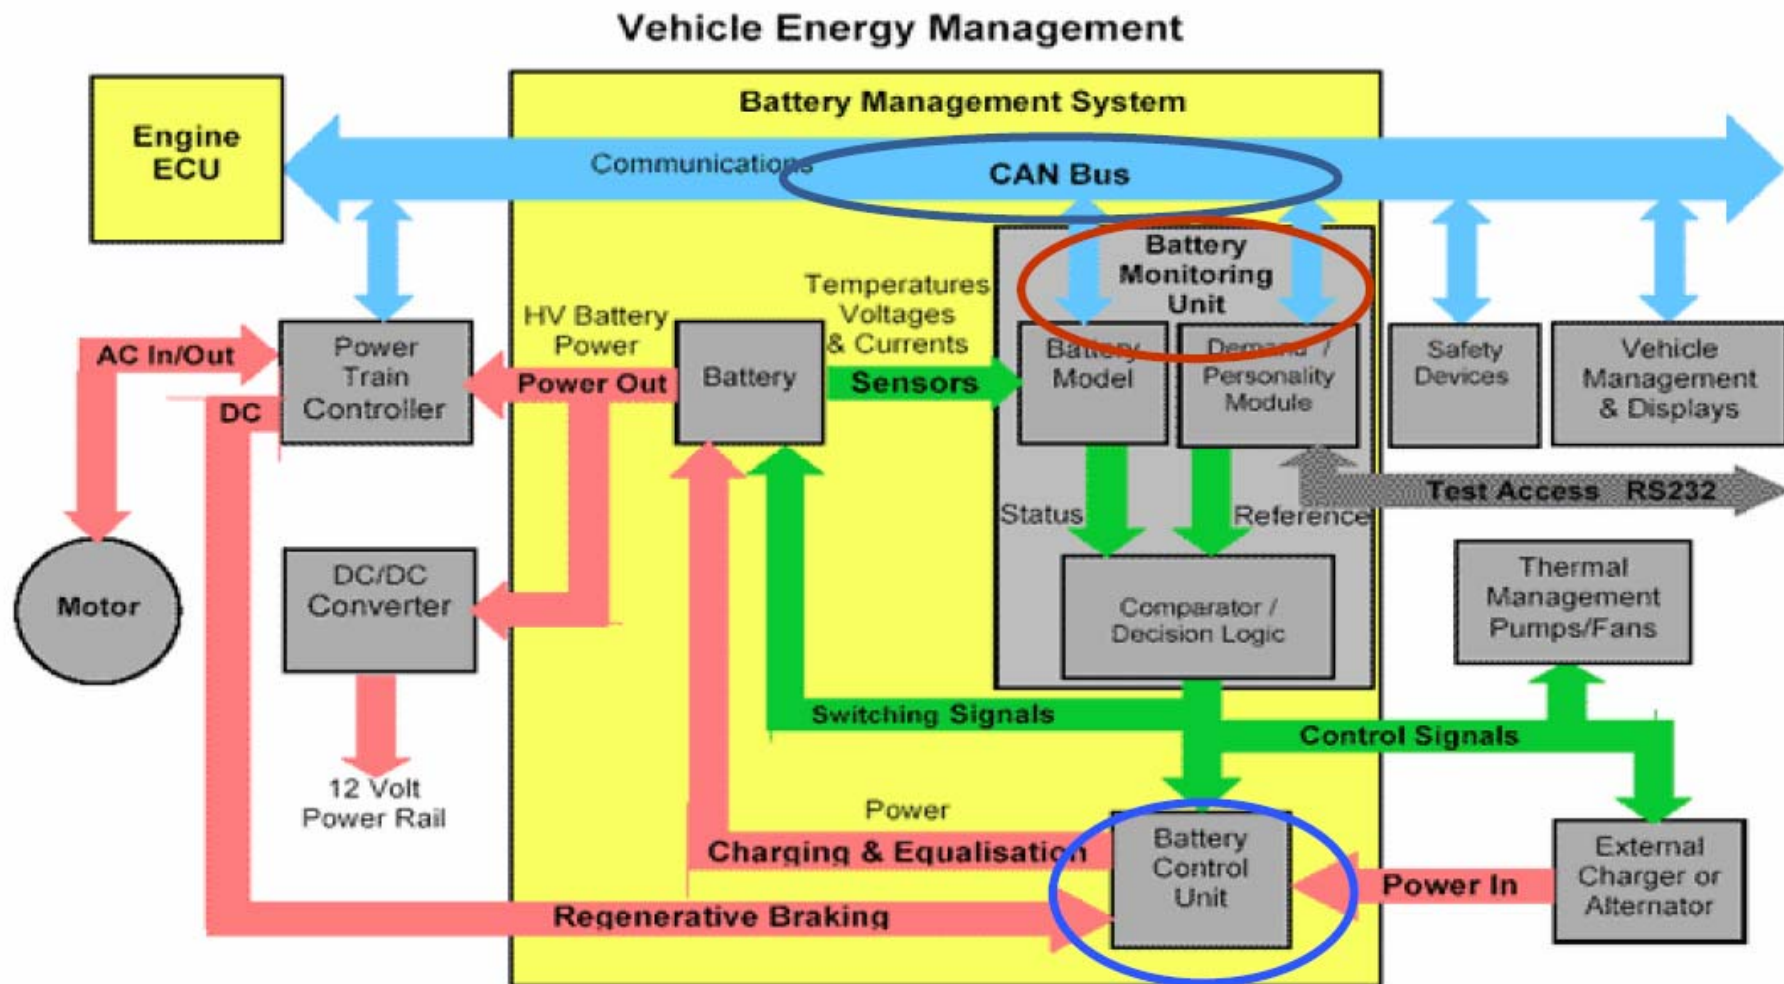 Vehicle Energy Management
Battery Management System
Engine
ECU
Communications
CAN Bus
Battery
Monitoring
Unit
Temperatures
Voltages
& Currents
HV Battery
Power
AC In/Out
Power
Train
Controller
Power Out
Battery
Sensors
Battery
Model
Demand /
Personality
Module
Safety
Devices
Vehicle
Management
& Displays
DC
Test Access RS232
Status
Reference
Motor
DC/DC
Converter
Comparator /
Decision Logic
Thermal
Management
Pumps/Fans
Switching Signals
Control Signals
12 Volt
Power Rail
Power
Charging & Equalisation
Battery
Control
Unit
Power In
External
Charger or
Alternator
Regenerative Braking